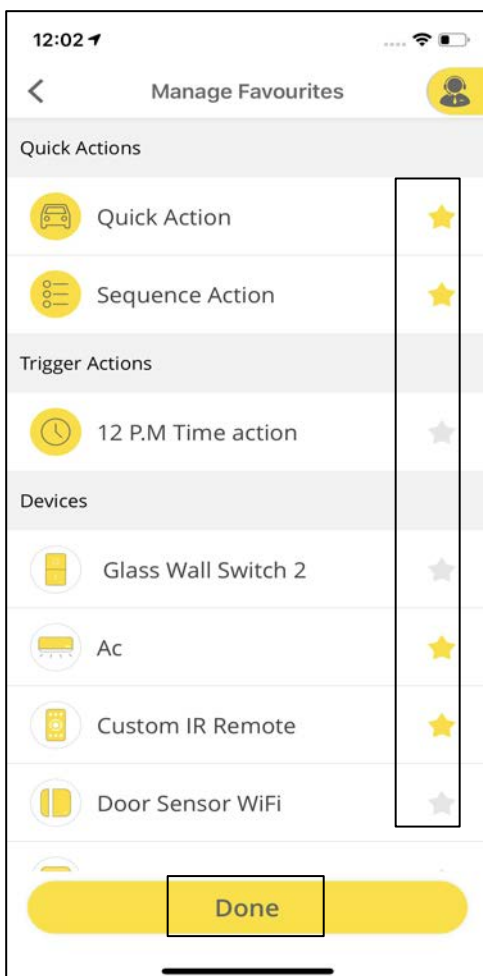 12:02
Manage Favourites
Quick Actions
Quick Action
Sequence Action
Trigger Actions
12 P.M Time action
Devices
Glass Wall Switch 2
Ac
Custom IR Remote
Door Sensor WiFi
Done